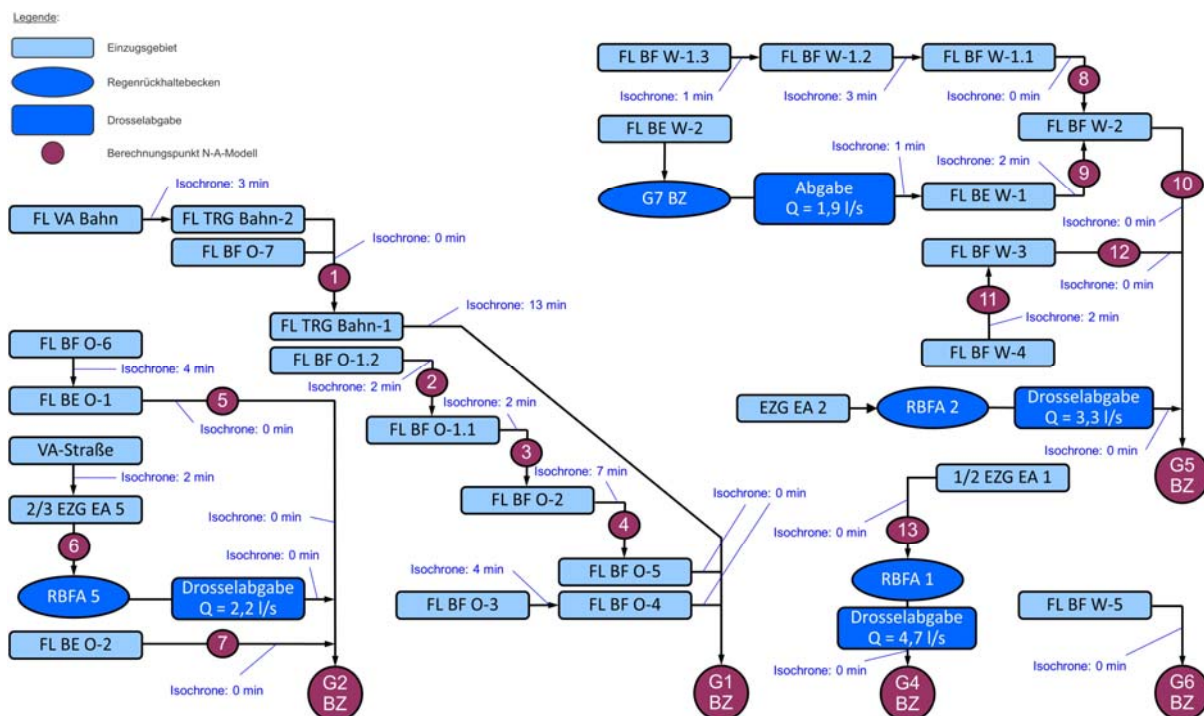 Legende:
Einzugsgebiet
Regenrückhaltebecken
Drosselabgabe
Berechnungspunkt N-A-Modell
FL BF W-1.3
FL BF W-1.2
FL BF W-1.1
Isochrone: 1 min
Isochrone: 3 min
Isochrone: 0 min
8
FL BE W-2
FL BF W-2
Isochrone: 1 min
Isochrone: 2 min
9
10
G7 BZ
Abgabe
Q = 1,9 l/s
FL BE W-1
Isochrone: 0 min
FL BF W-3
12
Isochrone: 0 min
11
Isochrone: 2 min
FL BF W-4
EZG EA 2
RBFA 2
Drosselabgabe
Q = 3,3 l/s
Isochrone: 0 min
G5
BZ
Isochrone: 3 min
FL VA Bahn
FL TRG Bahn-2
FL BF O-7
Isochrone: 0 min
1
FL TRG Bahn-1
Isochrone: 13 min
FL BF O-1.2
Isochrone: 2 min
2
FL BF O-1.1
Isochrone: 2 min
3
FL BF O-2
Isochrone: 7 min
4
FL BF O-5
Isochrone: 0 min
FL BF O-3
Isochrone: 4 min
FL BF O-4
G1
BZ
FL BF O-6
Isochrone: 4 min
FL BE O-1
5
Isochrone: 0 min
VA-Straße
Isochrone: 2 min
2/3 EZG EA 5
6
Isochrone: 0 min
Isochrone: 0 min
RBFA 5
Drosselabgabe
Q = 2,2 l/s
FL BE O-2
7
Isochrone: 0 min
G2
BZ
1/2 EZG EA 1
Isochrone: 0 min
13
RBFA 1
Drosselabgabe
Q = 4,7 l/s
Isochrone: 0 min
G4
BZ
FL BF W-5
Isochrone: 0 min
G6
BZ